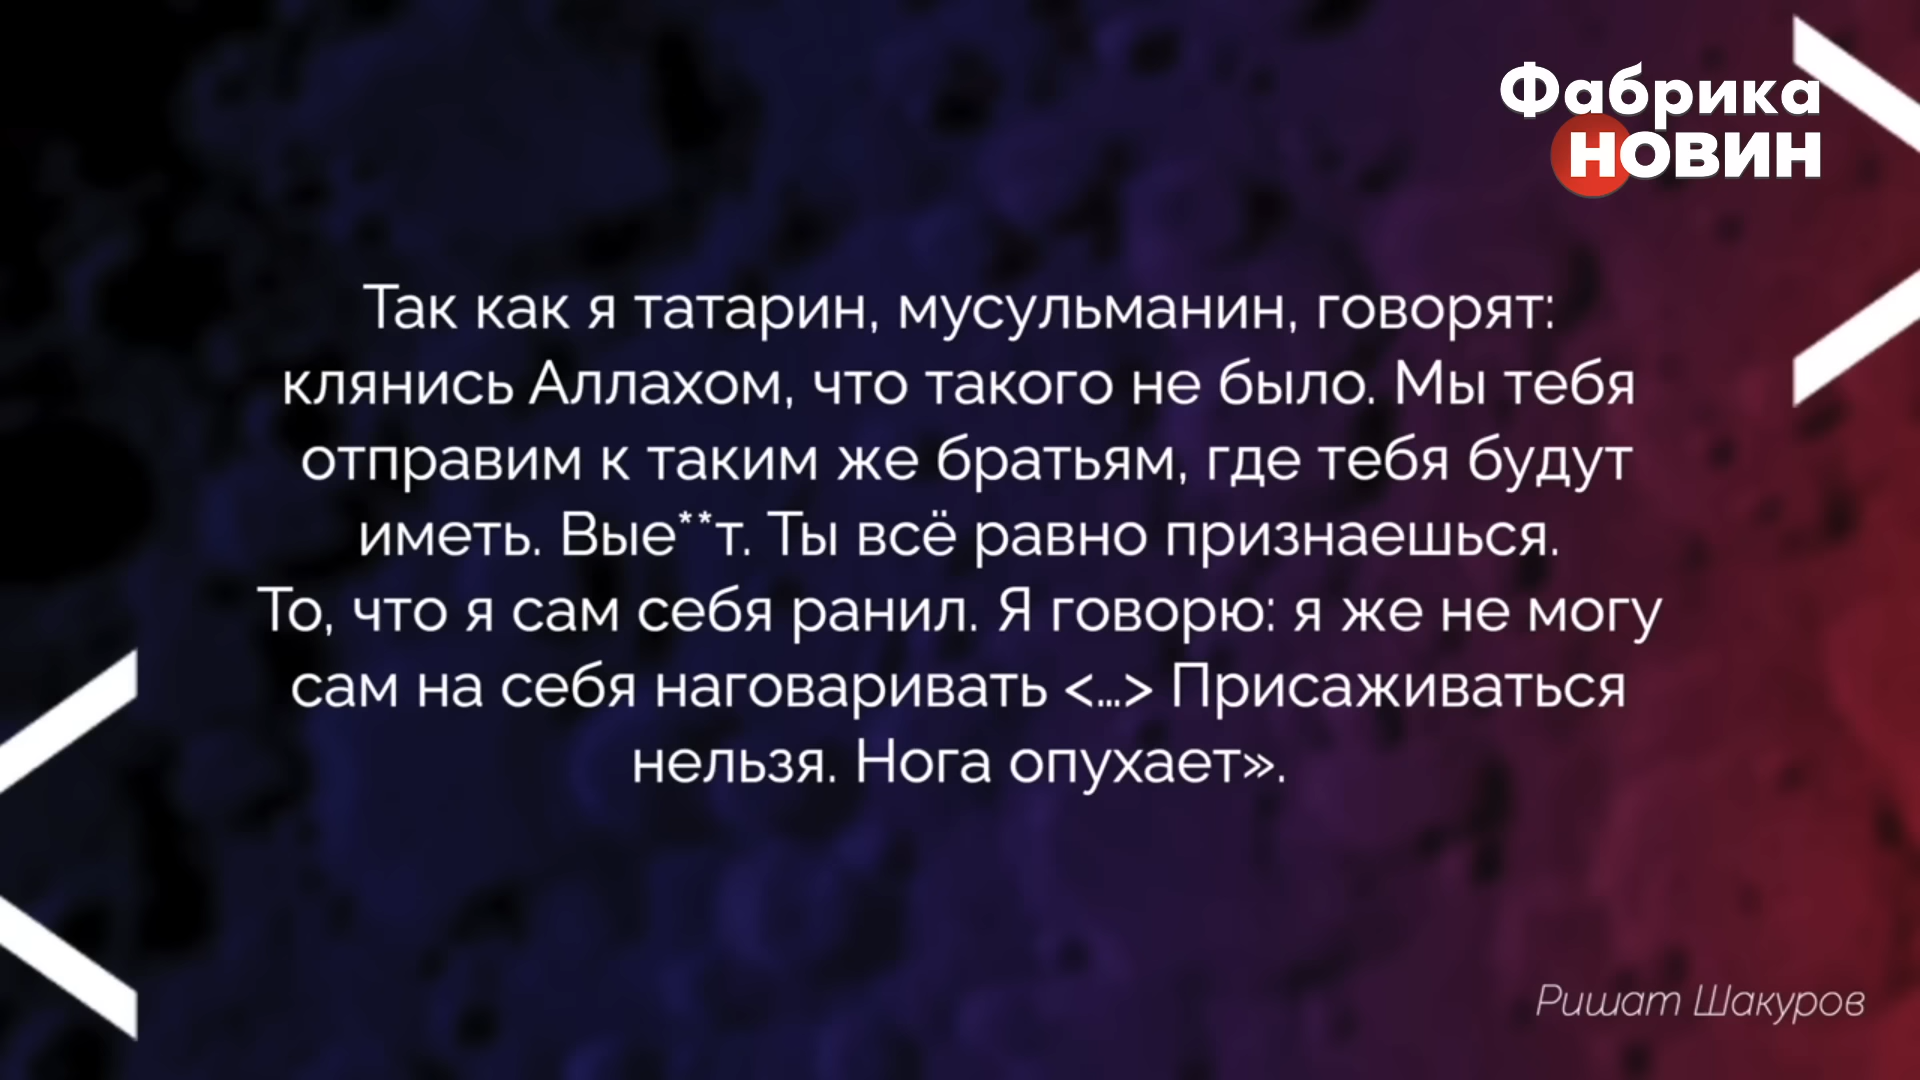 Фабрика
новин
Так как я татарин, мусульманин, говорят:
клянись Аллахом, что такого не было. Мы тебя
отправим к таким же братьям, где тебя будут
иметь. Вые**т. Ты всё равно признаешься.
То, что я сам себя ранил. Я говорю: я же не могу
сам на себя наговаривать <...> Присаживаться
нельзя. Нога опухает».
Ришат Шакуров